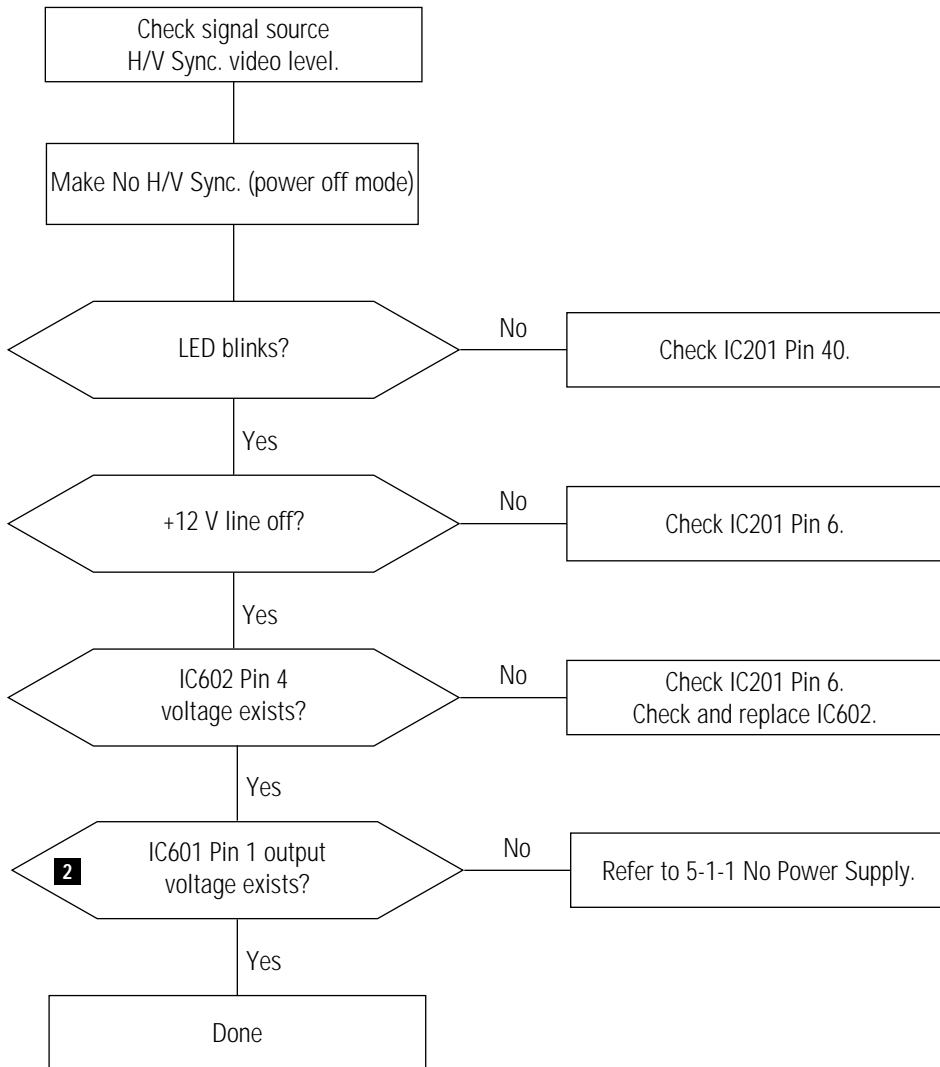 Check signal source
H/V Sync. video level.
Make No H/V Sync. (power off mode)
LED blinks?
No
Check IC201 Pin 40.
Yes
+12 V line off?
No
Check IC201 Pin 6.
Yes
IC602 Pin 4
voltage exists?
No
Check IC201 Pin 6.
Check and replace IC602.
Yes
2
IC601 Pin 1 output
voltage exists?
No
Refer to 5-1-1 No Power Supply.
Yes
Done